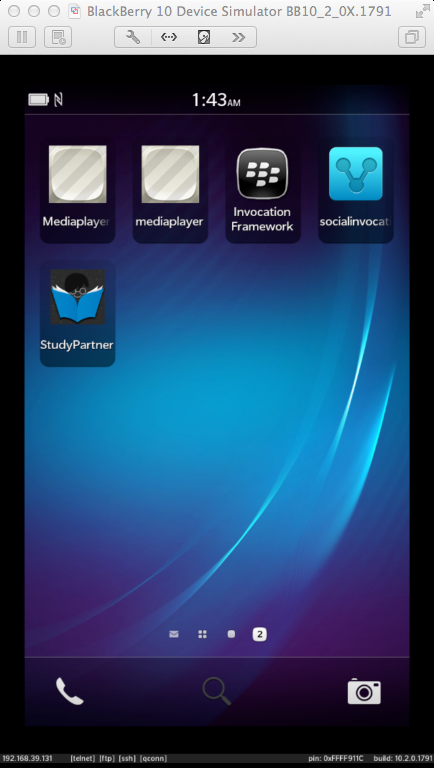 BlackBerry 10 Device Simulator BB10_2_0X.1791
1:43AM
Mediaplayer
mediaplayer
Invocation
Framework
socialinvocat
StudyPartner
2
192.168.39.131 [telnet] [ftp] [ssh] [qconn] pin: 0xFFFF911C build: 10.2.0.1791